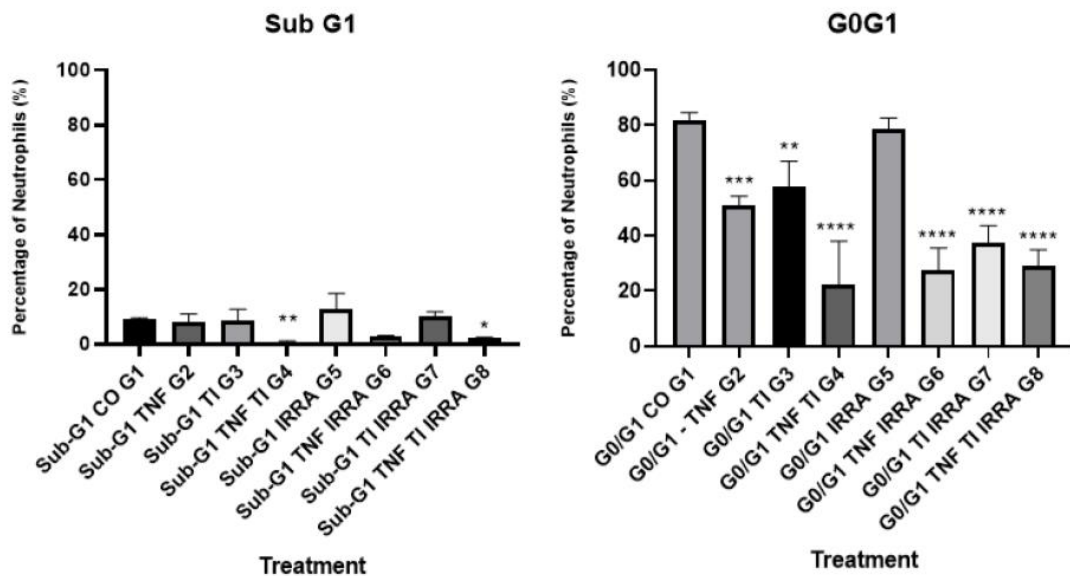 Sub G1
Percentage of Neutrophils (%)
100
80
60
40
20
0
**
*
Sub-G1 CO G1
Sub-G1 TNF G2
Sub-G1 TI G3
Sub-G1 TNF TI G4
Sub-G1 IRRA G5
Sub-G1 TNF IRRA G6
Sub-G1 TI IRRA G7
Sub-G1 TNF TI IRRA G8
Treatment
G0G1
Percentage of Neutrophils (%)
100
80
60
40
20
0
***
**
****
****
****
****
G0/G1 CO G1
G0/G1 - TNF G2
G0/G1 TI G3
G0/G1 TNF TI G4
G0/G1 IRRA G5
G0/G1 TNF IRRA G6
G0/G1 TI IRRA G7
G0/G1 TNF TI IRRA G8
Treatment